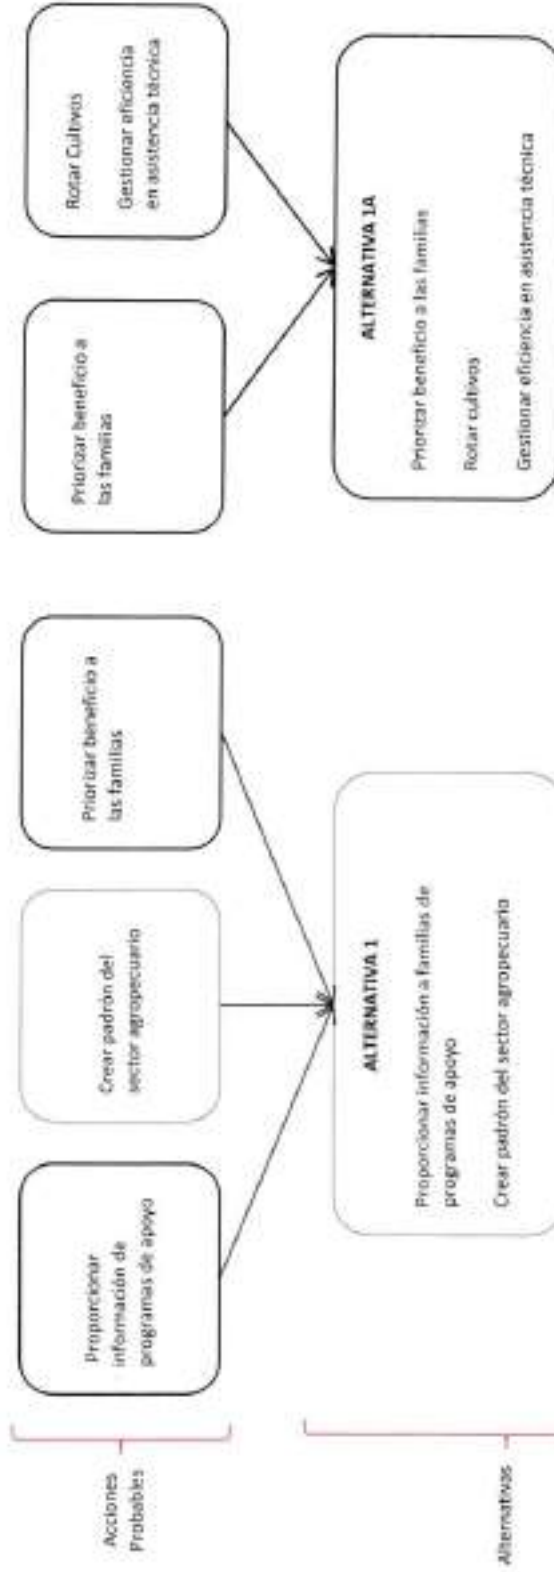 Acciones
Probables
Proporcionar
información de
programas de apoyo
Crear padrón del
sector agropecuario
Priorizar beneficio a
las familias
Priorizar beneficio a
las familias
Rotar Cultivos
Gestionar eficiencia
en asistencia técnica
Alternativas
ALTERNATIVA 1
Proporcionar información a familias de
programas de apoyo
Crear padrón del sector agropecuario
ALTERNATIVA 1A
Priorizar beneficio a las familias
Rotar cultivos
Gestionar eficiencia en asistencia técnica